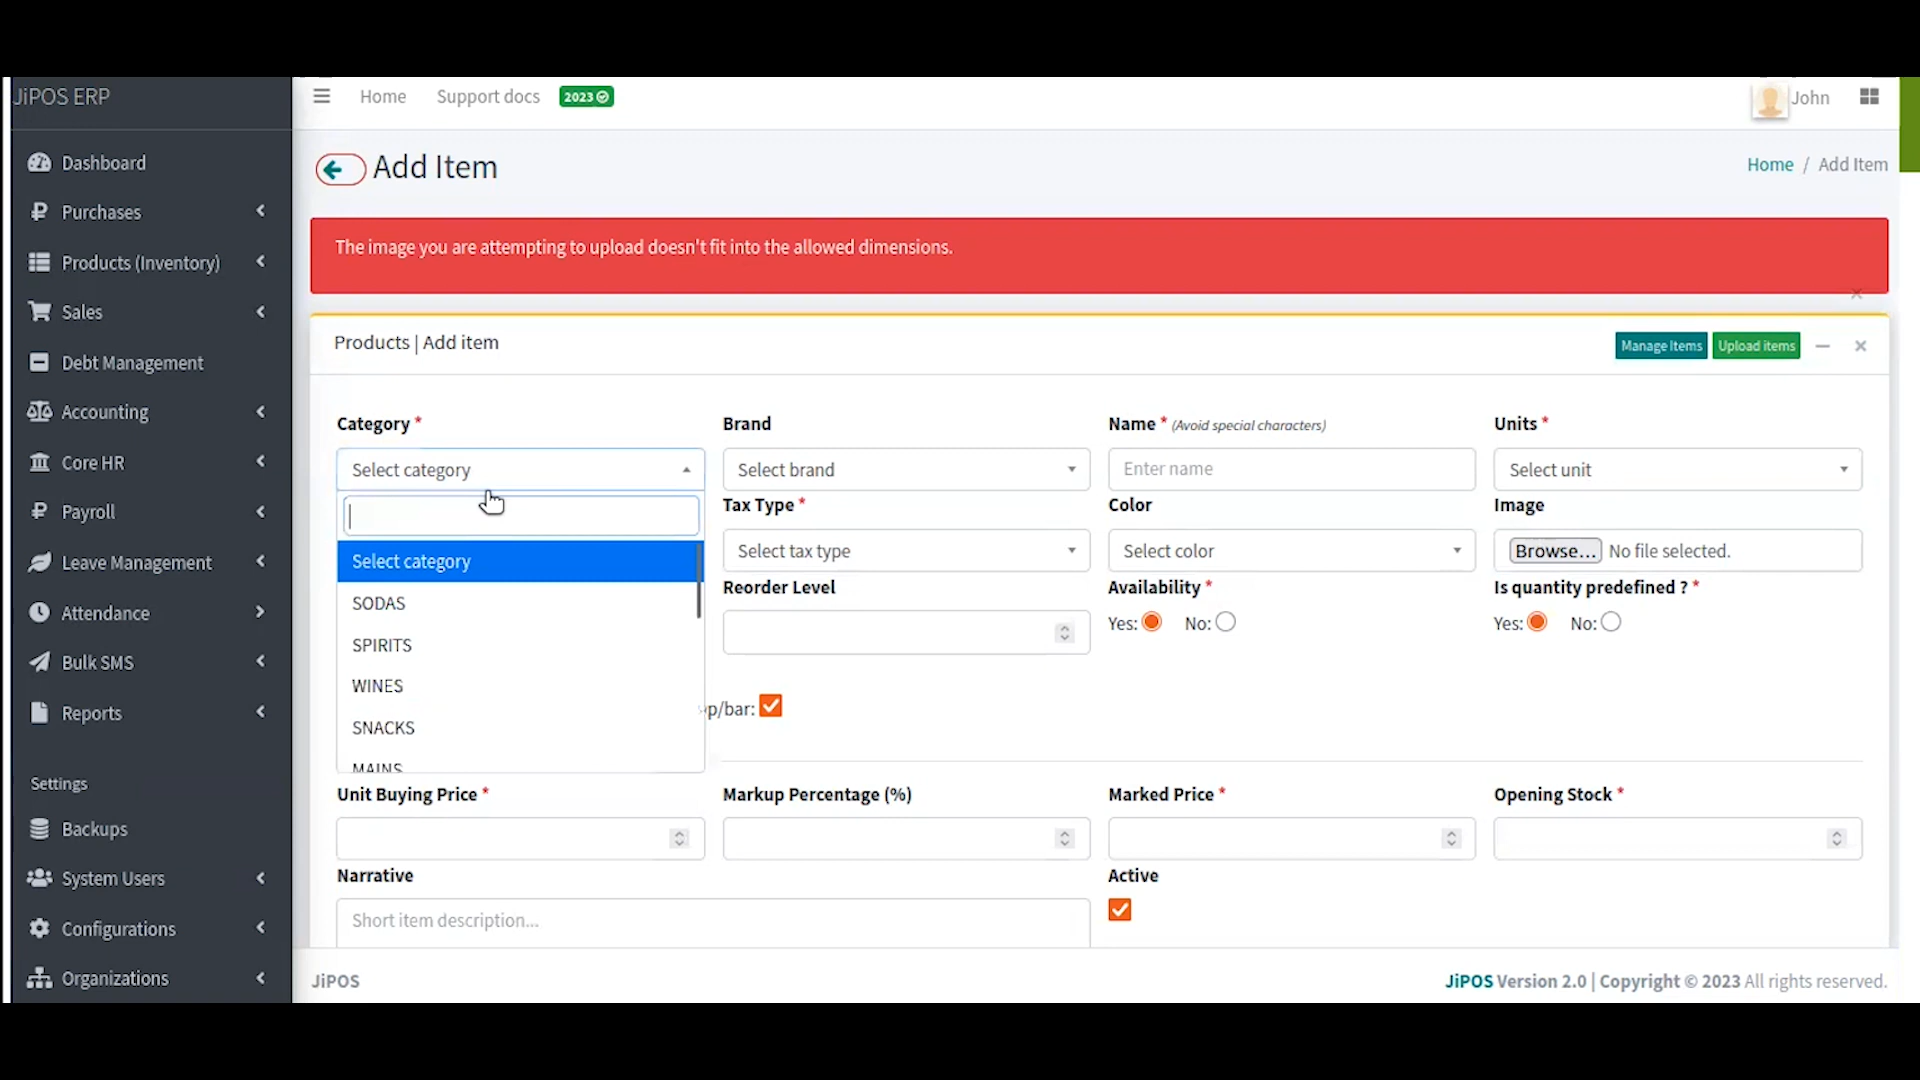 JiPOS ERP
Home Support docs 2023 John
Dashboard
Purchases
Products (Inventory)
Sales
Debt Management
Accounting
Core HR
Payroll
Leave Management
Attendance
Bulk SMS
Reports
Settings
Backups
System Users
Configurations
Organizations
Add Item
Home / Add Item
The image you are attempting to upload doesn't fit into the allowed dimensions.
×
Products | Add item
Manage Items Upload items
Category * Brand Name * (Avoid special characters) Units *
Select category Select brand Enter name Select unit
Tax Type * Color Image
Select category Select tax type Select color Browse... No file selected.
SODAS Reorder Level Availability * Is quantity predefined ? *
Yes: No: Yes: No:
SPIRITS
WINES
p/bar:
SNACKS
MAINS
Unit Buying Price * Markup Percentage (%) Marked Price * Opening Stock *
Narrative Active
Short item description...
JiPOS JiPOS Version 2.0 | Copyright © 2023 All rights reserved.